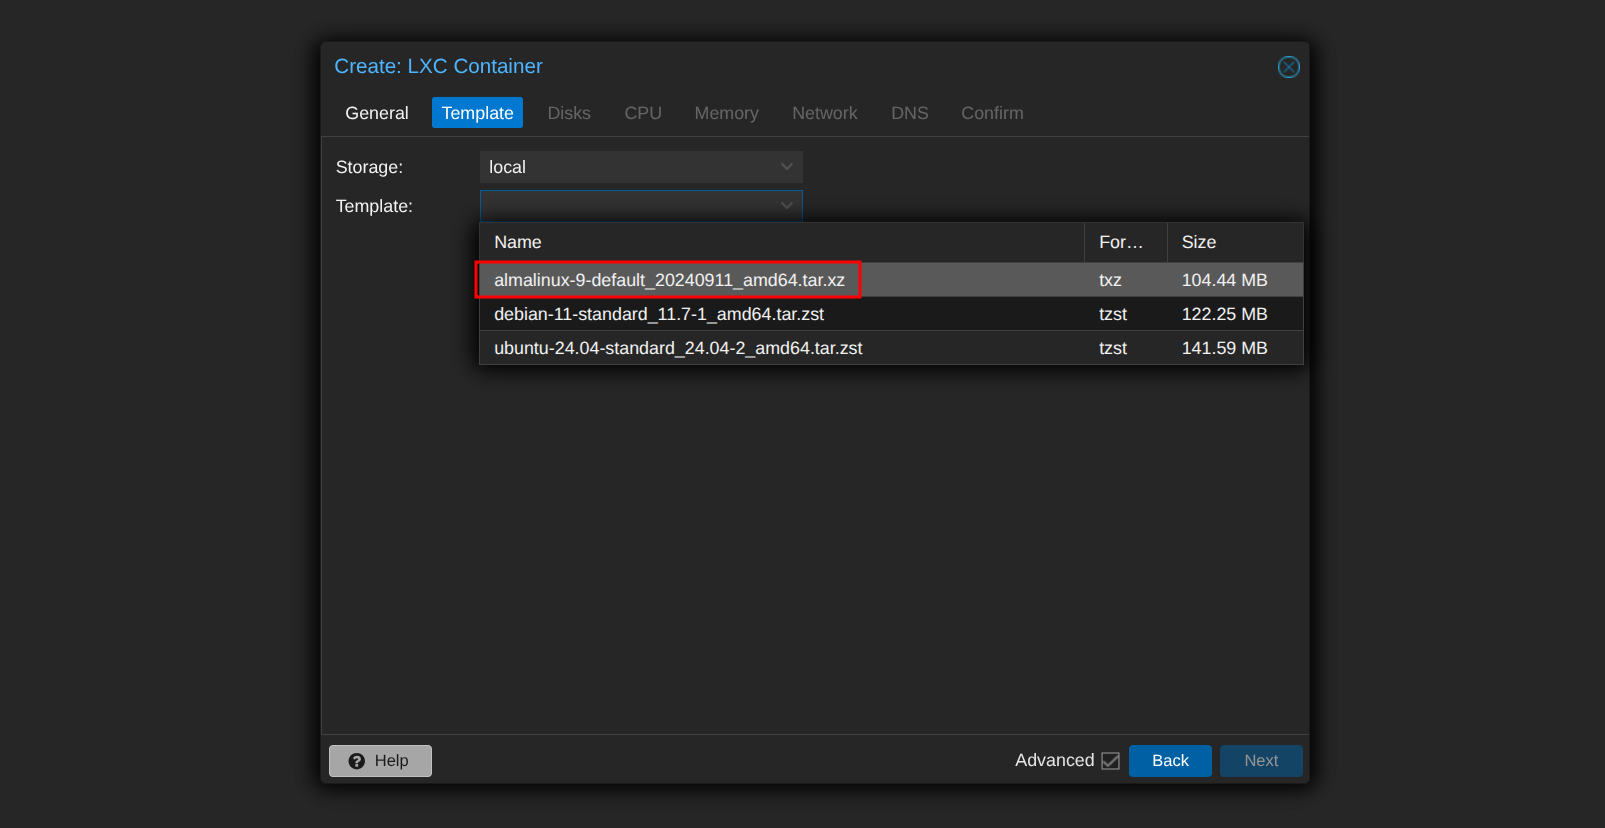 Create: LXC Container
General Template Disks CPU Memory Network DNS Confirm
Storage: local
Template:
Name For… Size
almalinux-9-default_20240911_amd64.tar.xz txz 104.44 MB
debian-11-standard_11.7-1_amd64.tar.zst tzst 122.25 MB
ubuntu-24.04-standard_24.04-2_amd64.tar.zst tzst 141.59 MB
Help Advanced Back Next